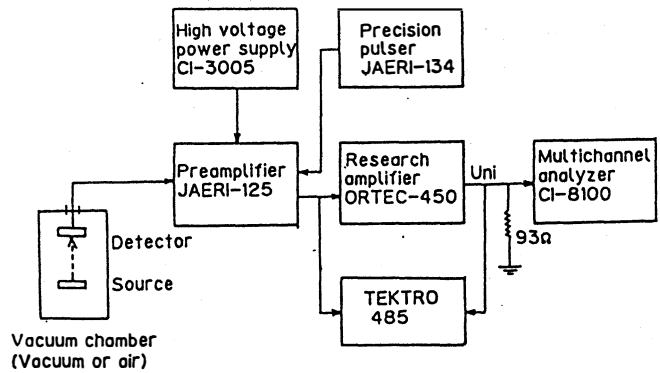 High voltage
power supply
CI-3005
Precision
pulser
JAERI-134
Preamplifier
JAERI-125
Research
amplifier
ORTEC-450
Uni
Multichannel
analyzer
CI-8100
93Ω
Detector
Source
TEKTRO
485
Vacuum chamber
(Vacuum or air)